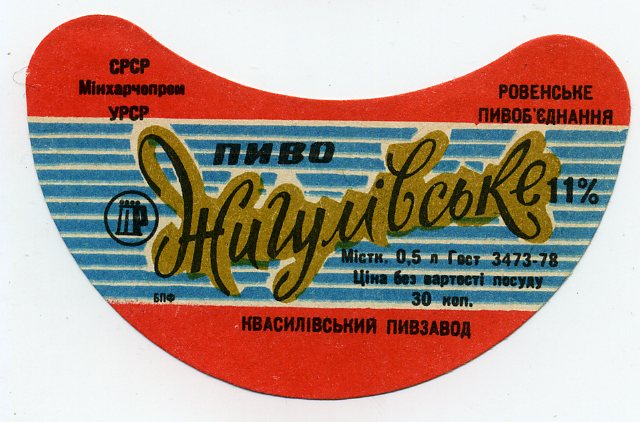 СРСР
Мінхарчопром
УРСР
РОВЕНСЬКЕ
ПИВОБ'ЄДНАННЯ
ПИВО
Жигулівське
11%
Містк. 0,5 л Гост 3473-78
Ціна без вартості посуду
30 коп.
БПФ
КВАСИЛІВСЬКИЙ ПИВЗАВОД